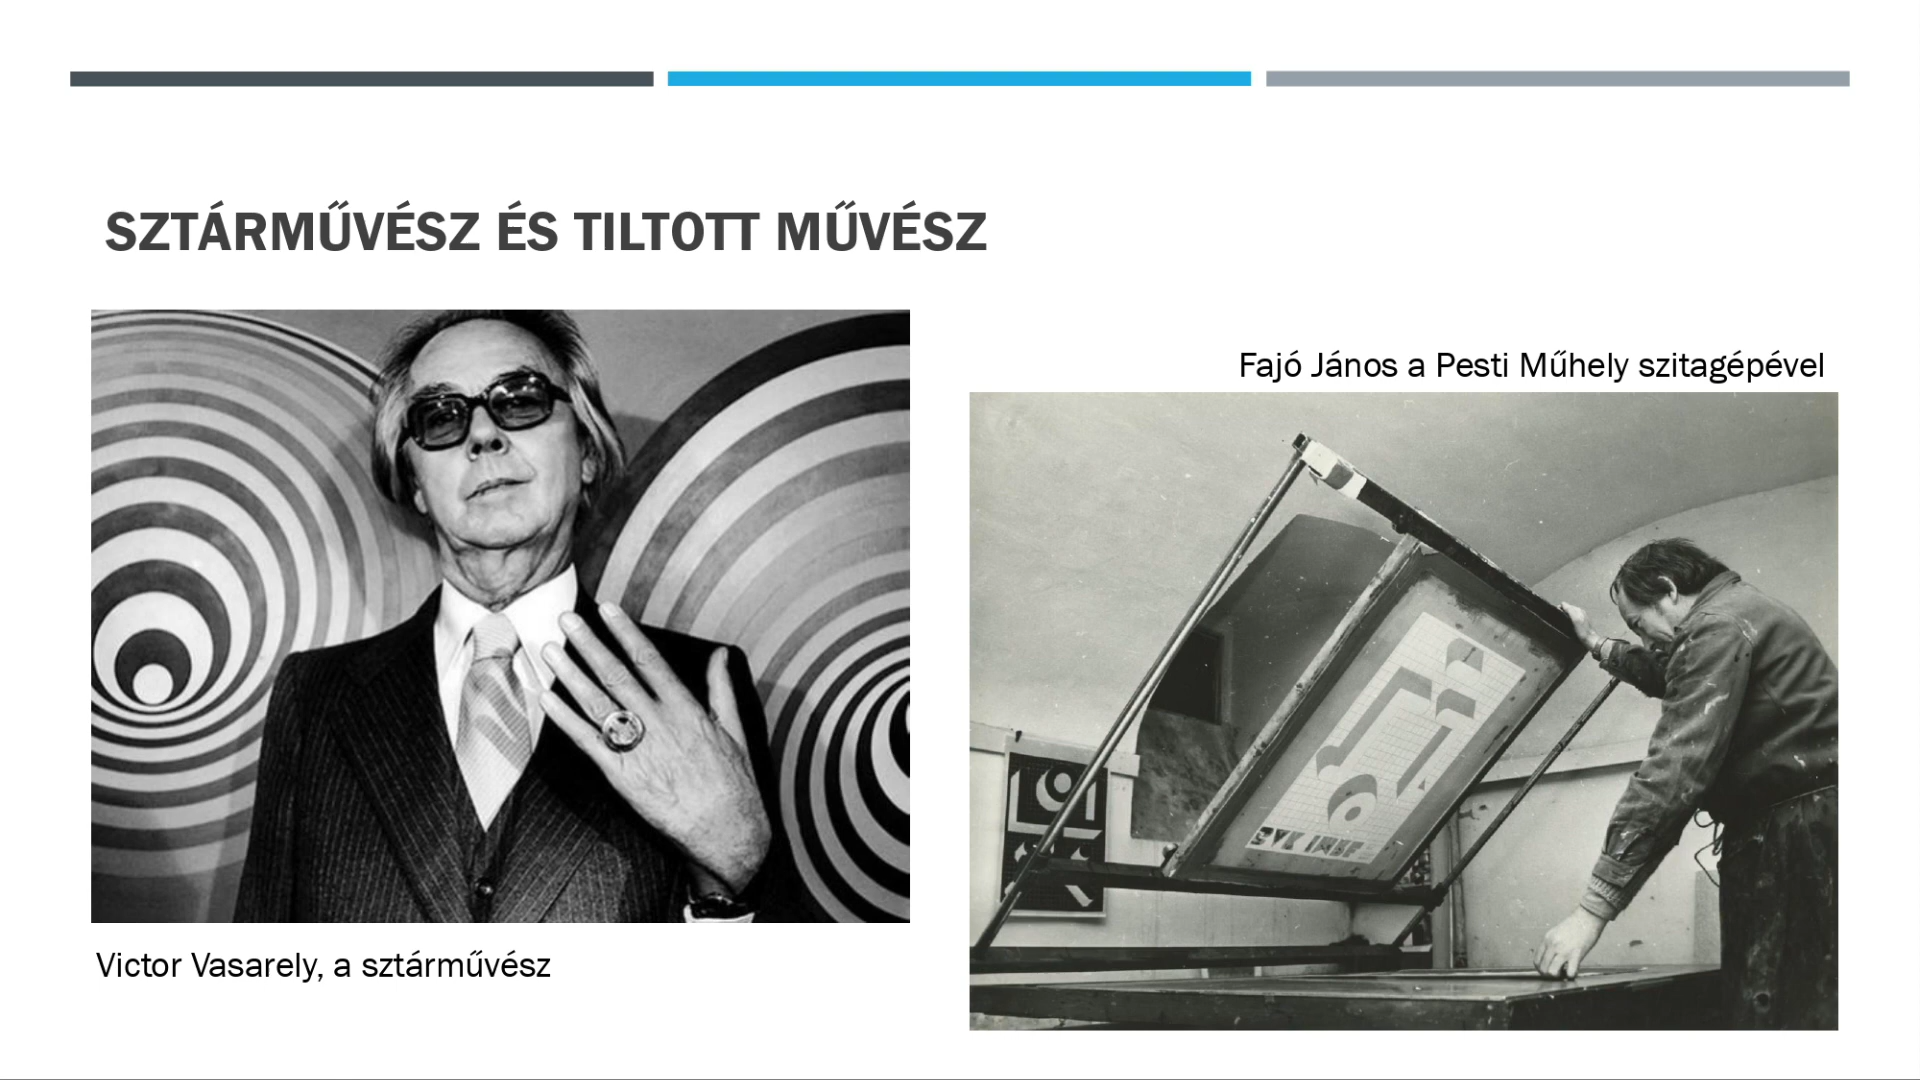 SZTÁRMŰVÉSZ ÉS TILTOTT MŰVÉSZ
Fajó János a Pesti Műhely szitagépével
Victor Vasarely, a sztárművész